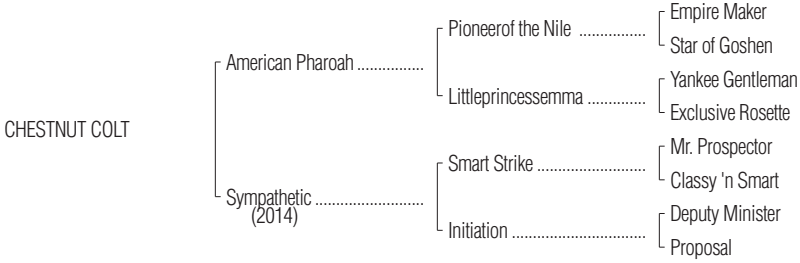 Empire Maker
Pioneerof the Nile ................
Star of Goshen
American Pharoah ................
Yankee Gentleman
Littleprincessemma ..............
Exclusive Rosette
CHESTNUT COLT
Mr. Prospector
Smart Strike ..........................
Classy 'n Smart
Sympathetic ..........................
(2014)
Deputy Minister
Initiation ................................
Proposal